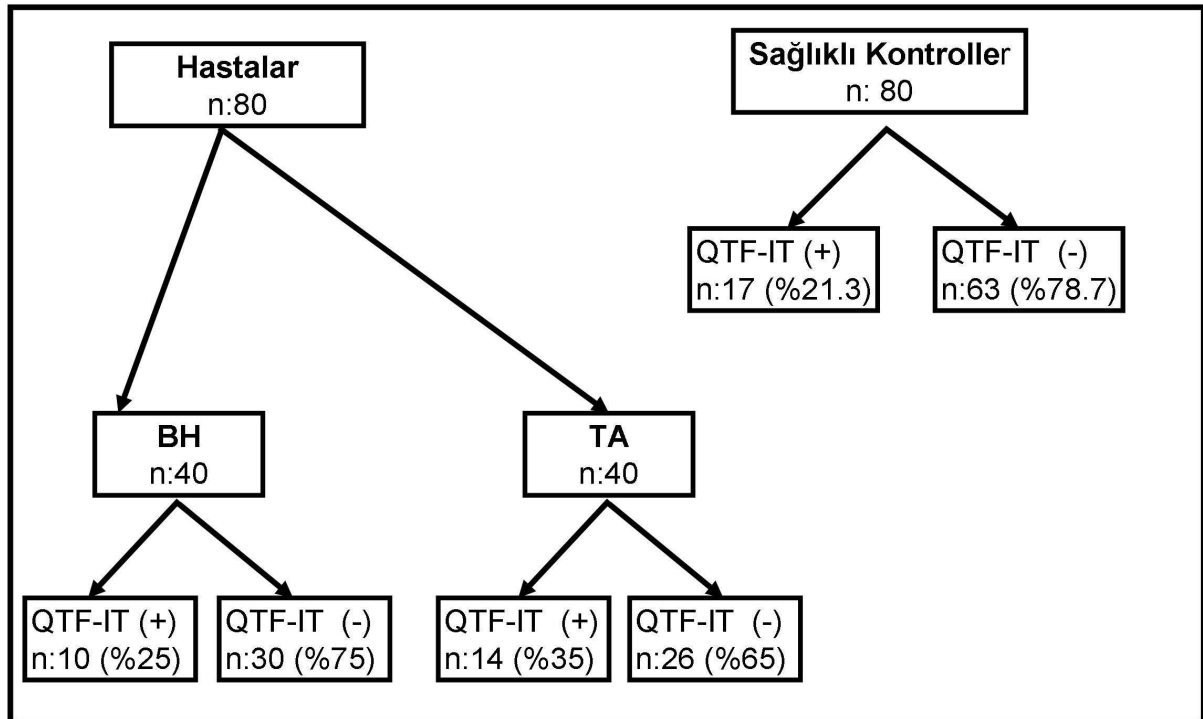 Hastalar
n:80
Sağlıklı Kontroller
n: 80
QTF-IT (+)
n:17 (%21.3)
QTF-IT (-)
n:63 (%78.7)
BH
n:40
TA
n:40
QTF-IT (+)
n:10 (%25)
QTF-IT (-)
n:30 (%75)
QTF-IT (+)
n:14 (%35)
QTF-IT (-)
n:26 (%65)